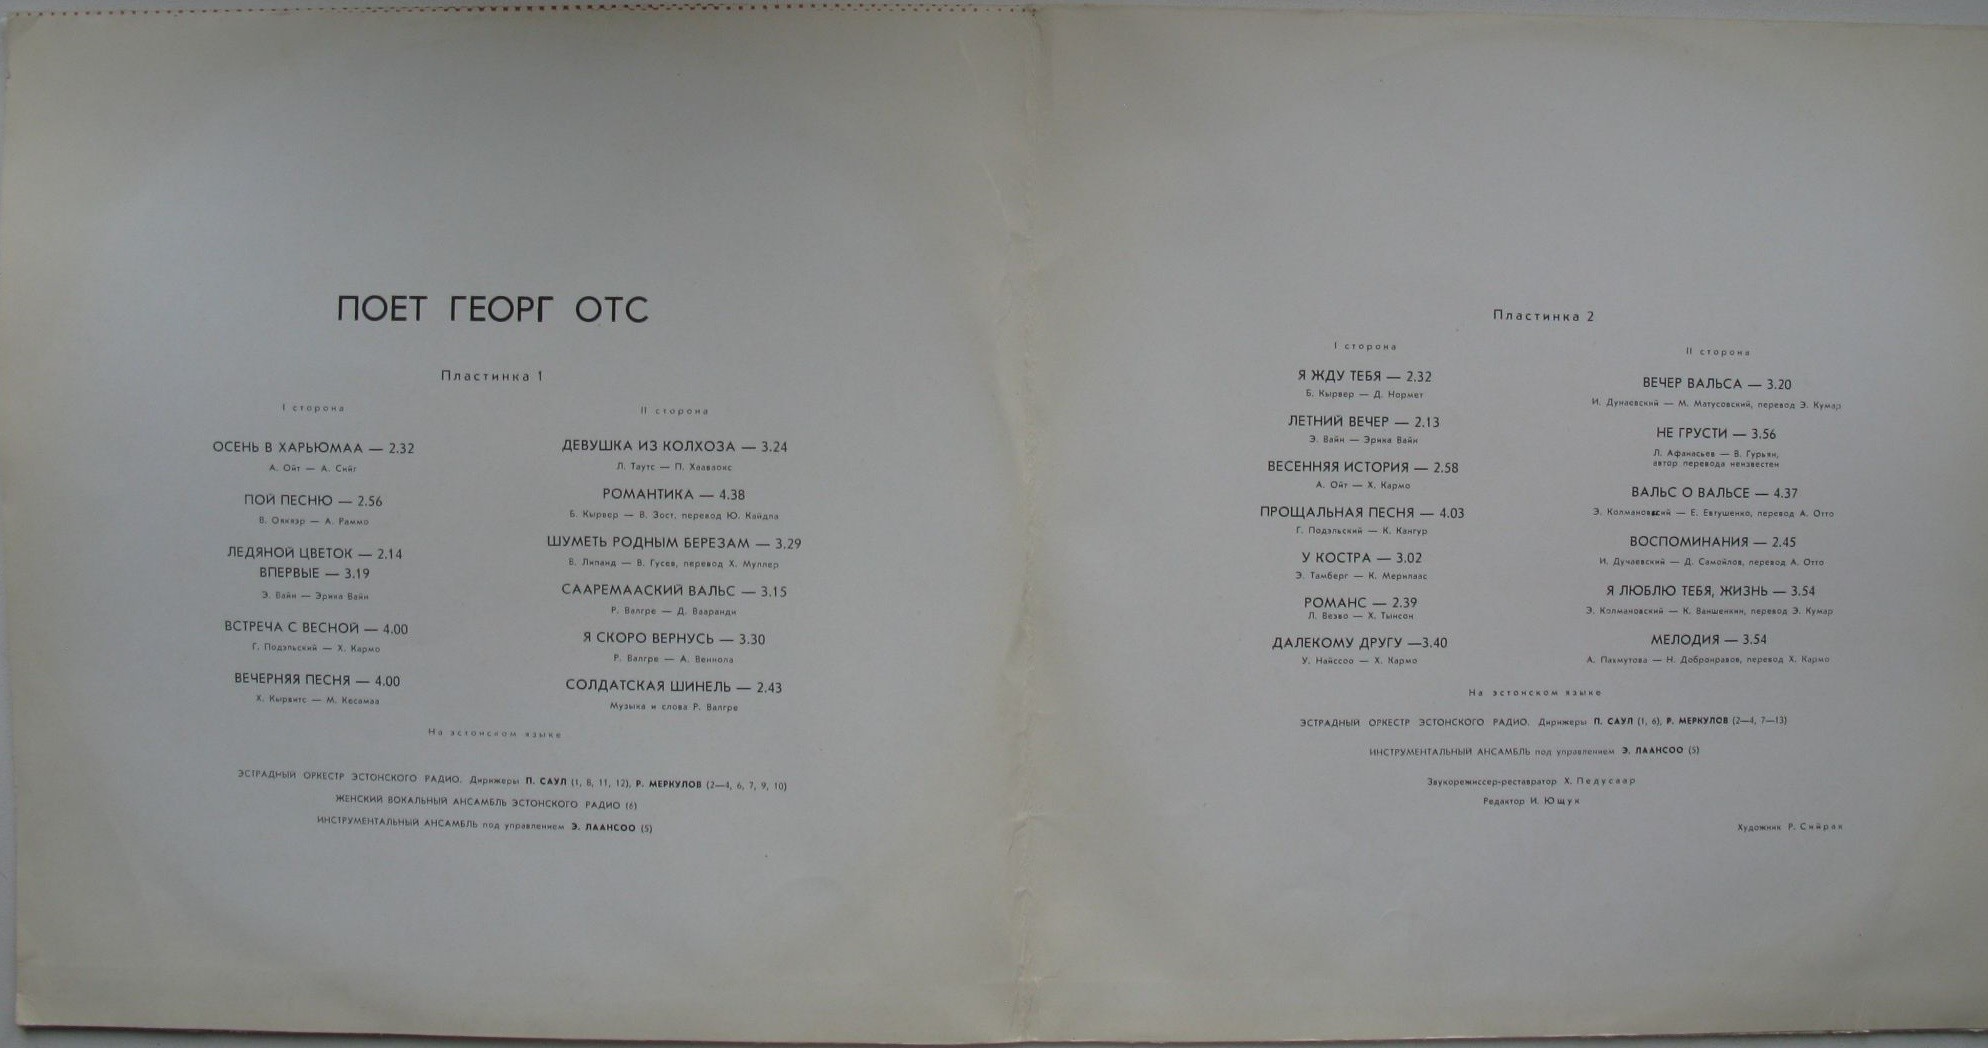 ПОЕТ ГЕОРГ ОТС
Пластинка 1
I сторона
ОСЕНЬ В ХАРЬЮМАА — 2.32
А. Ойт — А. Сийг
ПОЙ ПЕСНЮ — 2.56
В. Оякяэр — А. Раммо
ЛЕДЯНОЙ ЦВЕТОК — 2.14
ВПЕРВЫЕ — 3.19
Э. Вайн — Эрика Вайн
ВСТРЕЧА С ВЕСНОЙ — 4.00
Г. Подэльский — Х. Кармо
ВЕЧЕРНЯЯ ПЕСНЯ — 4.00
Х. Кырвитс — М. Кесамаа
II сторона
ДЕВУШКА ИЗ КОЛХОЗА — 3.24
Л. Таутс — П. Хааваокс
РОМАНТИКА — 4.38
Б. Кырвер — В. Зост, перевод Ю. Кайдла
ШУМЕТЬ РОДНЫМ БЕРЕЗАМ — 3.29
В. Липанд — В. Гусев, перевод Х. Муллер
СААРЕМААСКИЙ ВАЛЬС — 3.15
Р. Валгре — Д. Вааранди
Я СКОРО ВЕРНУСЬ — 3.30
Р. Валгре — А. Веннола
СОЛДАТСКАЯ ШИНЕЛЬ — 2.43
Музыка и слова Р. Валгре
На эстонском языке
ЭСТРАДНЫЙ ОРКЕСТР ЭСТОНСКОГО РАДИО. Дирижеры П. САУЛ (1, 8, 11, 12), Р. МЕРКУЛОВ (2—4, 6, 7, 9, 10)
ЖЕНСКИЙ ВОКАЛЬНЫЙ АНСАМБЛЬ ЭСТОНСКОГО РАДИО (6)
ИНСТРУМЕНТАЛЬНЫЙ АНСАМБЛЬ под управлением Э. ЛААНСОО (5)
Пластинка 2
I сторона
Я ЖДУ ТЕБЯ — 2.32
Б. Кырвер — Д. Нормет
ЛЕТНИЙ ВЕЧЕР — 2.13
Э. Вайн — Эрика Вайн
ВЕСЕННЯЯ ИСТОРИЯ — 2.58
А. Ойт — Х. Кармо
ПРОЩАЛЬНАЯ ПЕСНЯ — 4.03
Г. Подэльский — К. Кангур
У КОСТРА — 3.02
Э. Тамберг — К. Мерилаас
РОМАНС — 2.39
Л. Везво — Х. Тынсон
ДАЛЕКОМУ ДРУГУ —3.40
У. Найссоо — Х. Кармо
II сторона
ВЕЧЕР ВАЛЬСА — 3.20
И. Дунаевский — М. Матусовский, перевод Э. Кумар
НЕ ГРУСТИ — 3.56
Л. Афанасьев — В. Гурьян,
автор перевода неизвестен
ВАЛЬС О ВАЛЬСЕ — 4.37
Э. Колмановский — Е. Евтушенко, перевод А. Отто
ВОСПОМИНАНИЯ — 2.45
И. Дунаевский — Д. Самойлов, перевод А. Отто
Я ЛЮБЛЮ ТЕБЯ, ЖИЗНЬ — 3.54
Э. Колмановский — К. Ваншенкин, перевод Э. Кумар
МЕЛОДИЯ — 3.54
А. Пахмутова — Н. Добронравов, перевод Х. Кармо
На эстонском языке
ЭСТРАДНЫЙ ОРКЕСТР ЭСТОНСКОГО РАДИО. Дирижеры П. САУЛ (1, 6), Р. МЕРКУЛОВ (2—4, 7—13)
ИНСТРУМЕНТАЛЬНЫЙ АНСАМБЛЬ под управлением Э. ЛААНСОО (5)
Звукорежиссер-реставратор Х. Педусаар
Редактор И. Ющук
Художник Р. Сийрак